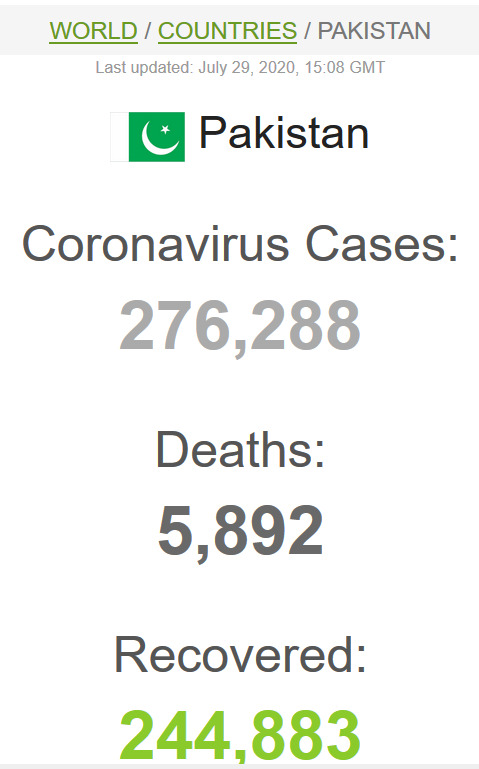 WORLD / COUNTRIES / PAKISTAN
Last updated: July 29, 2020, 15:08 GMT
Pakistan
Coronavirus Cases:
276,288
Deaths:
5,892
Recovered:
244,883